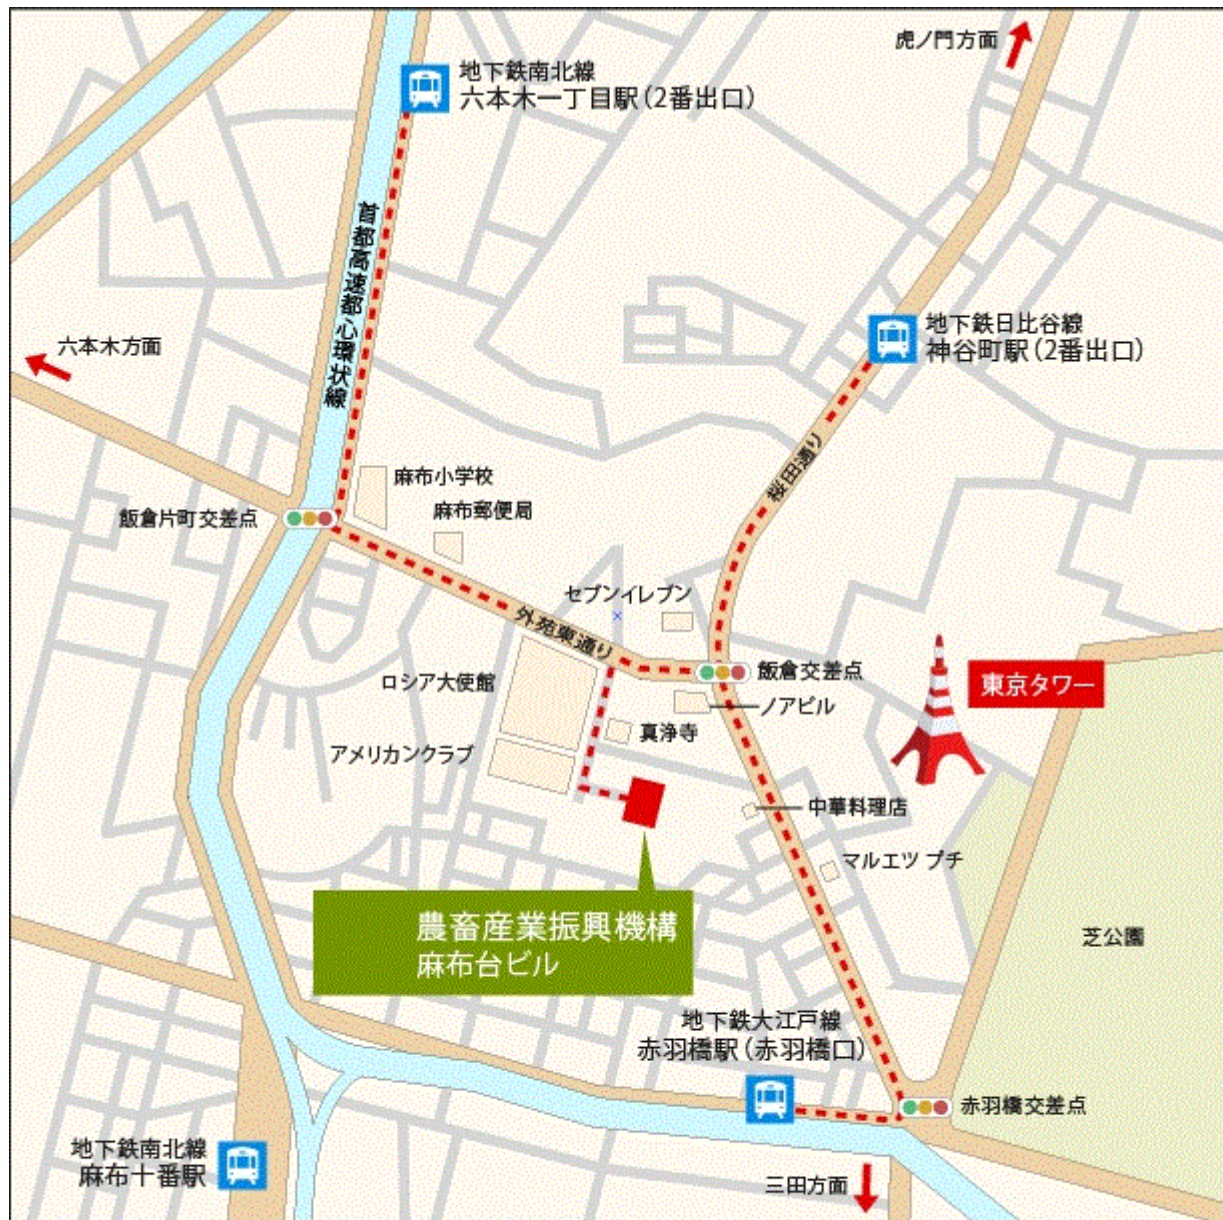 虎ノ門方面
地下鉄南北線
六本木一丁目駅(2番出口)
首都高速都心環状線
六本木方面
地下鉄日比谷線
神谷町駅(2番出口)
桜田通り
麻布小学校
麻布郵便局
飯倉片町交差点
セブンイレブン
外苑東通り
飯倉交差点
東京タワー
ロシア大使館
ノアビル
真浄寺
アメリカンクラブ
中華料理店
マルエツ プチ
農畜産業振興機構
麻布台ビル
芝公園
地下鉄大江戸線
赤羽橋駅(赤羽橋口)
赤羽橋交差点
地下鉄南北線
麻布十番駅
三田方面